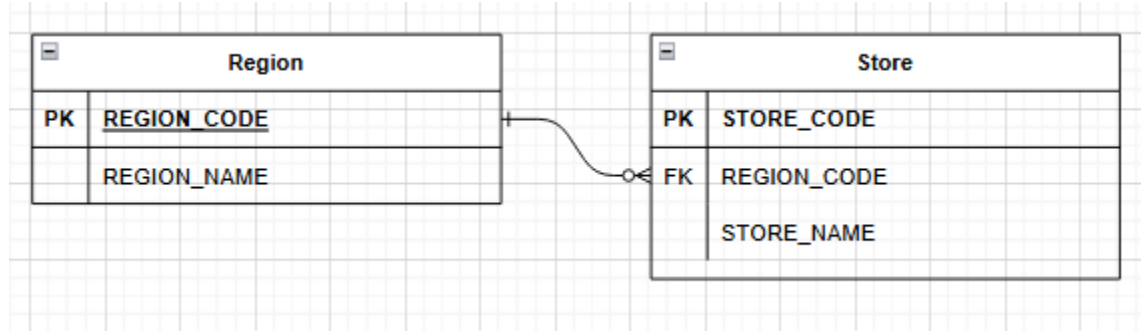 Region
PK REGION_CODE
REGION_NAME
Store
PK STORE_CODE
FK REGION_CODE
STORE_NAME